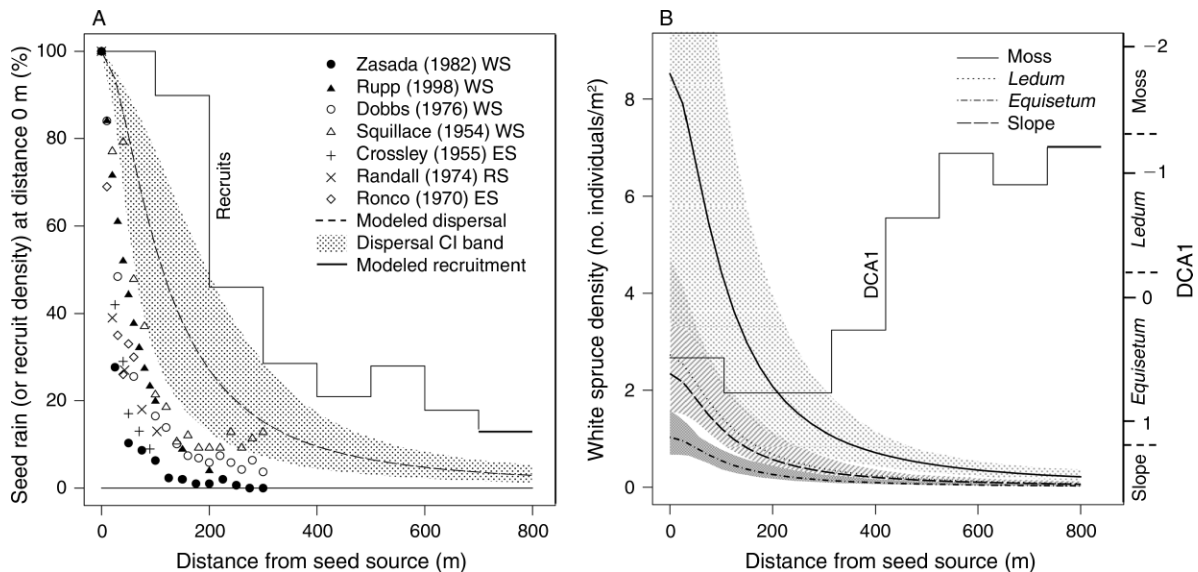 A
Seed rain (or recruit density) at distance 0 m (%)
100
80
60
40
20
0
Zasada (1982) WS
Rupp (1998) WS
Dobbs (1976) WS
Squillace (1954) WS
Crossley (1955) ES
Randall (1974) RS
Ronco (1970) ES
Modeled dispersal
Dispersal CI band
Modeled recruitment
Recruits
0 200 400 600 800
Distance from seed source (m)
B
White spruce density (no. individuals/m²)
8
6
4
2
0
Moss
Ledum
Equisetum
Slope
DCA1
0 200 400 600 800
Distance from seed source (m)
−2
−1
0
1
Moss
Ledum
Equisetum
Slope
DCA1